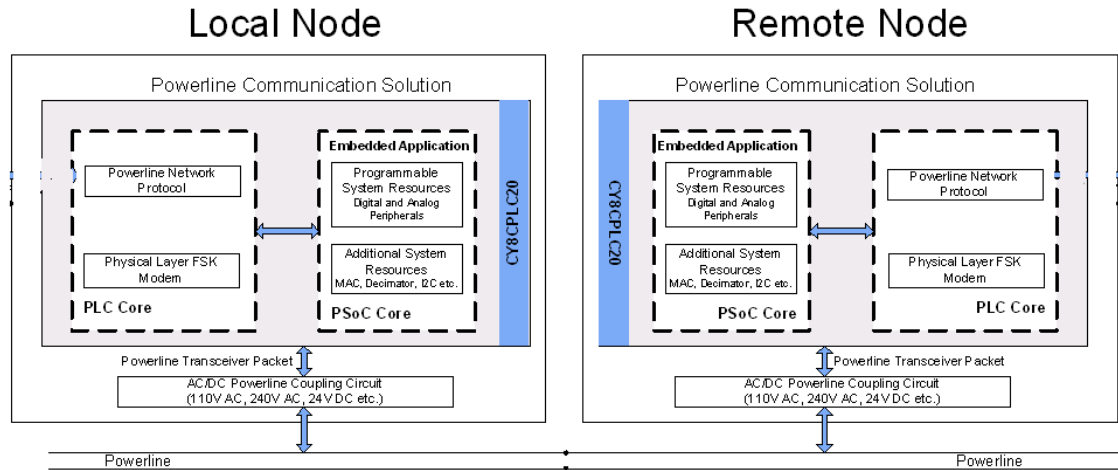 Local Node
Powerline Communication Solution
Powerline Network
Protocol
Physical Layer FSK
Modem
PLC Core
Embedded Application
Programmable
System Resources
Digital and Analog
Peripherals
Additional System
Resources
MAC, Decimator, I2C etc.
PSoC Core
CY8CPLC20
Powerline Transceiver Packet
AC/DC Powerline Coupling Circuit
(110V AC, 240V AC, 24V DC etc.)
Powerline
Remote Node
Powerline Communication Solution
CY8CPLC20
Embedded Application
Programmable
System Resources
Digital and Analog
Peripherals
Additional System
Resources
MAC, Decimator, I2C etc.
PSoC Core
Powerline Network
Protocol
Physical Layer FSK
Modem
PLC Core
Powerline Transceiver Packet
AC/DC Powerline Coupling Circuit
(110V AC, 240V AC, 24V DC etc.)
Powerline